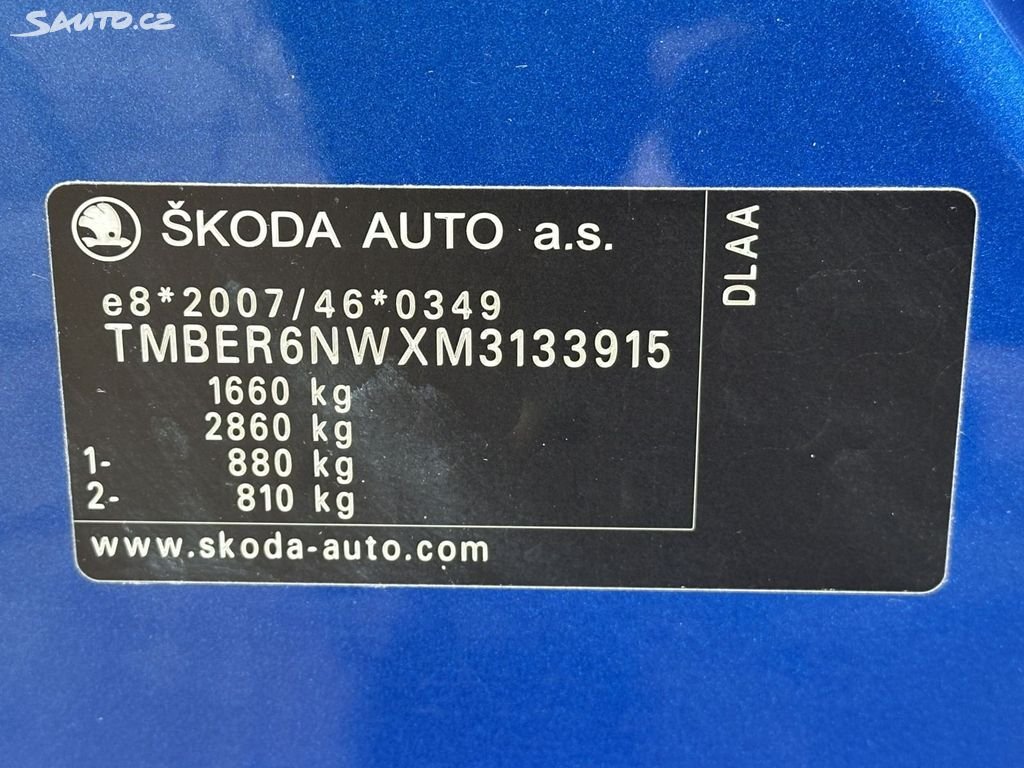 SAUTO.CZ
ŠKODA AUTO a.s.
e8*2007/46*0349
TMBER6NWXM3133915
1660 kg
2860 kg
1- 880 kg
2- 810 kg
www.skoda-auto.com
DLAA